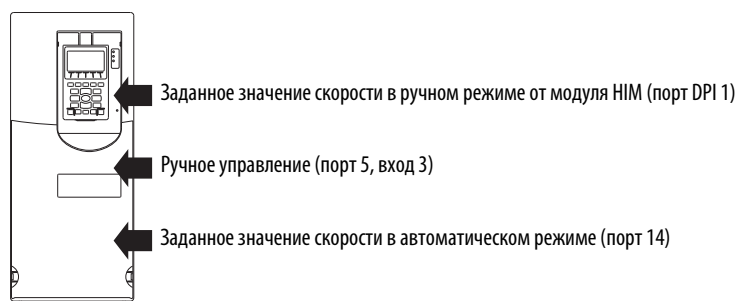 Заданное значение скорости в ручном режиме от модуля HIM (порт DPI 1)
Ручное управление (порт 5, вход 3)
Заданное значение скорости в автоматическом режиме (порт 14)